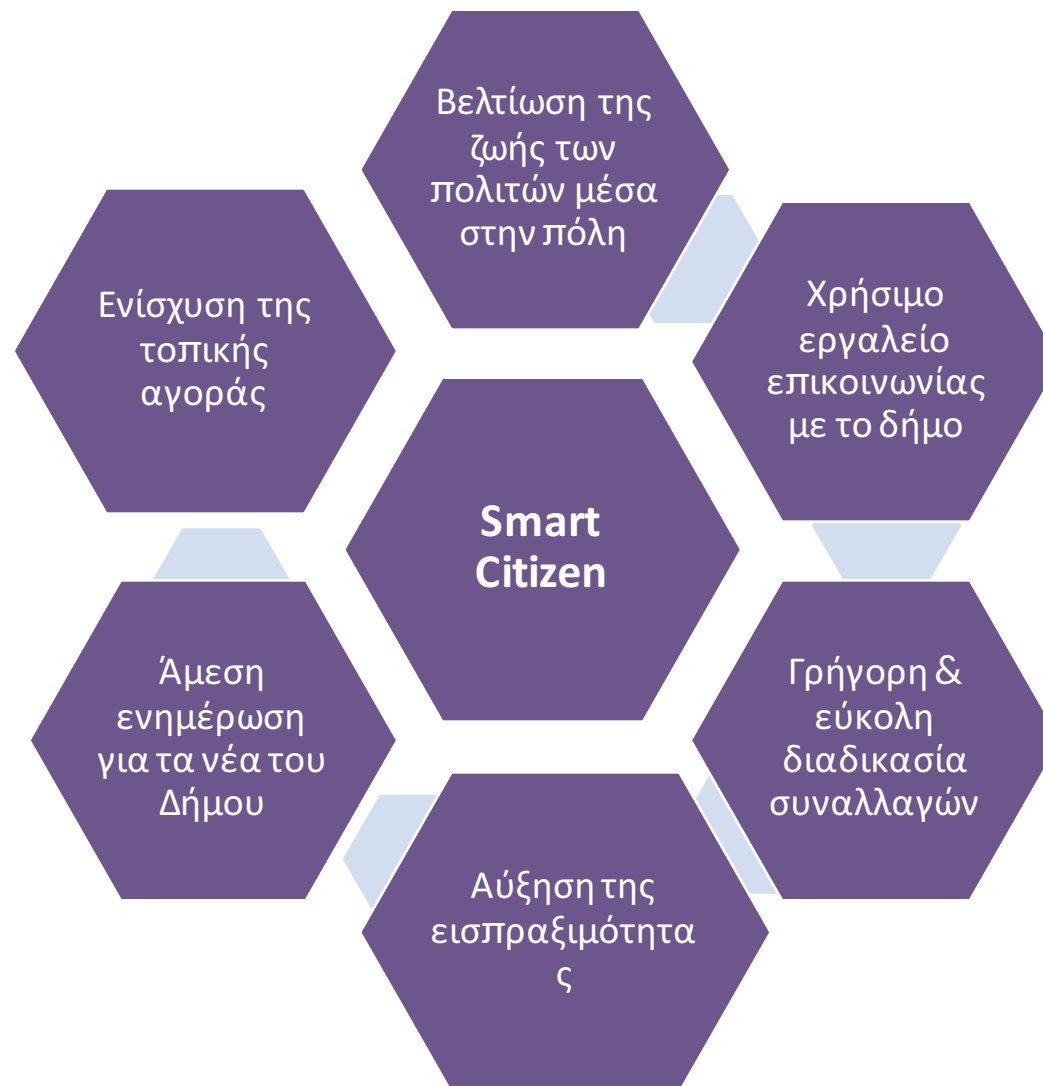 Βελτίωση της
ζωής των
πολιτών μέσα
στην πόλη
Χρήσιμο
εργαλείο
επικοινωνίας
με το δήμο
Γρήγορη &
εύκολη
διαδικασία
συναλλαγών
Αύξηση της
εισπραξιμότητα
ς
Άμεση
ενημέρωση
για τα νέα του
Δήμου
Ενίσχυση της
τοπικής
αγοράς
Smart
Citizen